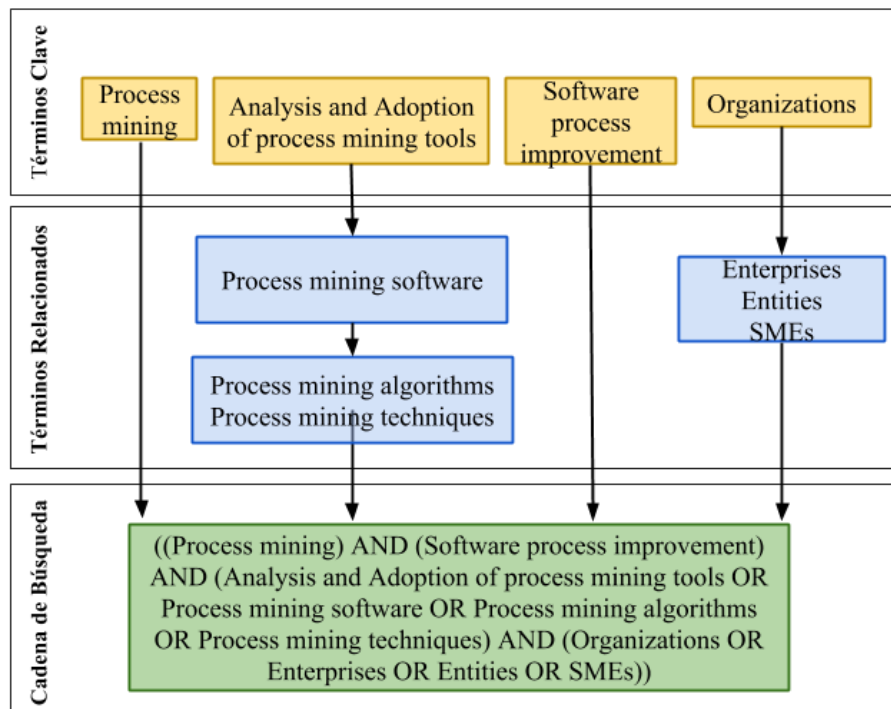 Términos Clave
Process
mining
Analysis and Adoption
of process mining tools
Software
process
improvement
Organizations
Términos Relacionados
Process mining software
Process mining algorithms
Process mining techniques
Enterprises
Entities
SMEs
Cadena de Búsqueda
((Process mining) AND (Software process improvement)
AND (Analysis and Adoption of process mining tools OR
Process mining software OR Process mining algorithms
OR Process mining techniques) AND (Organizations OR
Enterprises OR Entities OR SMEs))